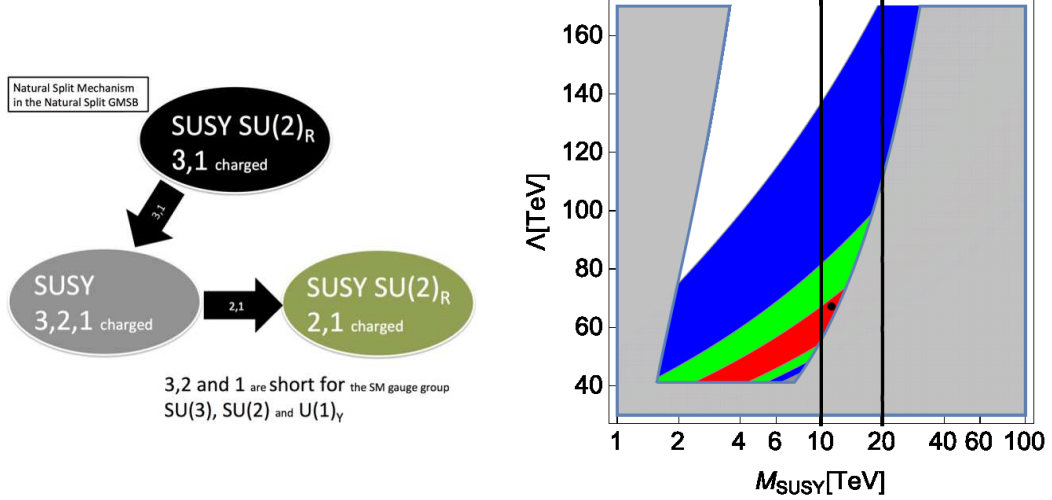 Natural Split Mechanism
in the Natural Split GMSB
SUSY SU(2)R
3,1 charged
3,1
SUSY
3,2,1 charged
2,1
SUSY SU(2)R
2,1 charged
3,2 and 1 are short for the SM gauge group
SU(3), SU(2) and U(1)Y
Λ[TeV]
160
140
120
100
80
60
40
1 2 4 6 10 20 40 60 100
MSUSY[TeV]